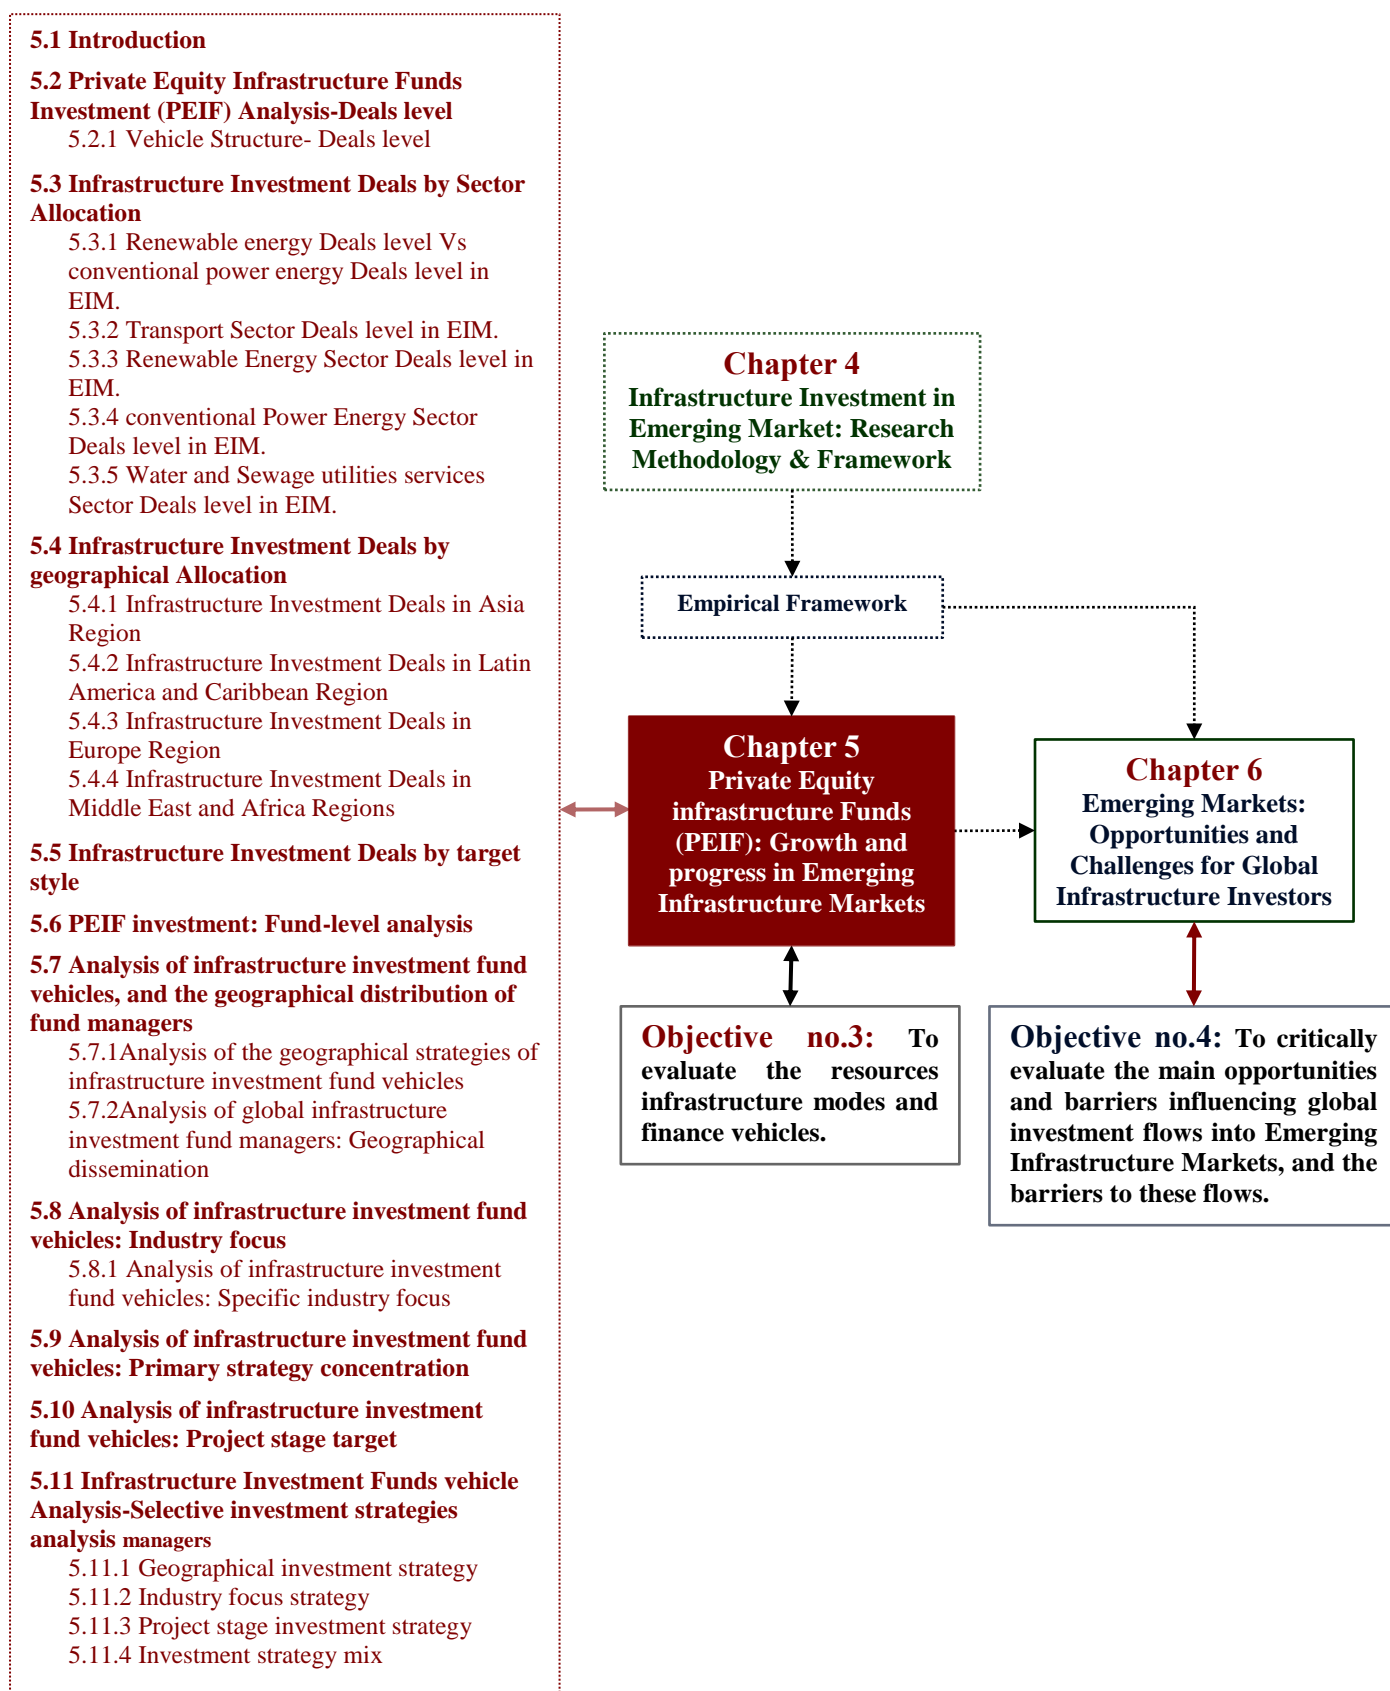 5.1 Introduction
5.2 Private Equity Infrastructure Funds
Investment (PEIF) Analysis-Deals level
5.2.1 Vehicle Structure- Deals level
5.3 Infrastructure Investment Deals by Sector
Allocation
5.3.1 Renewable energy Deals level Vs
conventional power energy Deals level in
EIM.
5.3.2 Transport Sector Deals level in EIM.
5.3.3 Renewable Energy Sector Deals level in
EIM.
5.3.4 conventional Power Energy Sector
Deals level in EIM.
5.3.5 Water and Sewage utilities services
Sector Deals level in EIM.
5.4 Infrastructure Investment Deals by
geographical Allocation
5.4.1 Infrastructure Investment Deals in Asia
Region
5.4.2 Infrastructure Investment Deals in Latin
America and Caribbean Region
5.4.3 Infrastructure Investment Deals in
Europe Region
5.4.4 Infrastructure Investment Deals in
Middle East and Africa Regions
5.5 Infrastructure Investment Deals by target
style
5.6 PEIF investment: Fund-level analysis
5.7 Analysis of infrastructure investment fund
vehicles, and the geographical distribution of
fund managers
5.7.1Analysis of the geographical strategies of
infrastructure investment fund vehicles
5.7.2Analysis of global infrastructure
investment fund managers: Geographical
dissemination
5.8 Analysis of infrastructure investment fund
vehicles: Industry focus
5.8.1 Analysis of infrastructure investment
fund vehicles: Specific industry focus
5.9 Analysis of infrastructure investment fund
vehicles: Primary strategy concentration
5.10 Analysis of infrastructure investment
fund vehicles: Project stage target
5.11 Infrastructure Investment Funds vehicle
Analysis-Selective investment strategies
analysis managers
5.11.1 Geographical investment strategy
5.11.2 Industry focus strategy
5.11.3 Project stage investment strategy
5.11.4 Investment strategy mix
Chapter 4
Infrastructure Investment in
Emerging Market: Research
Methodology & Framework
Empirical Framework
Chapter 5
Private Equity
infrastructure Funds
(PEIF): Growth and
progress in Emerging
Infrastructure Markets
Chapter 6
Emerging Markets:
Opportunities and
Challenges for Global
Infrastructure Investors
Objective no.3: To
evaluate the resources
infrastructure modes and
finance vehicles.
Objective no.4: To critically
evaluate the main opportunities
and barriers influencing global
investment flows into Emerging
Infrastructure Markets, and the
barriers to these flows.